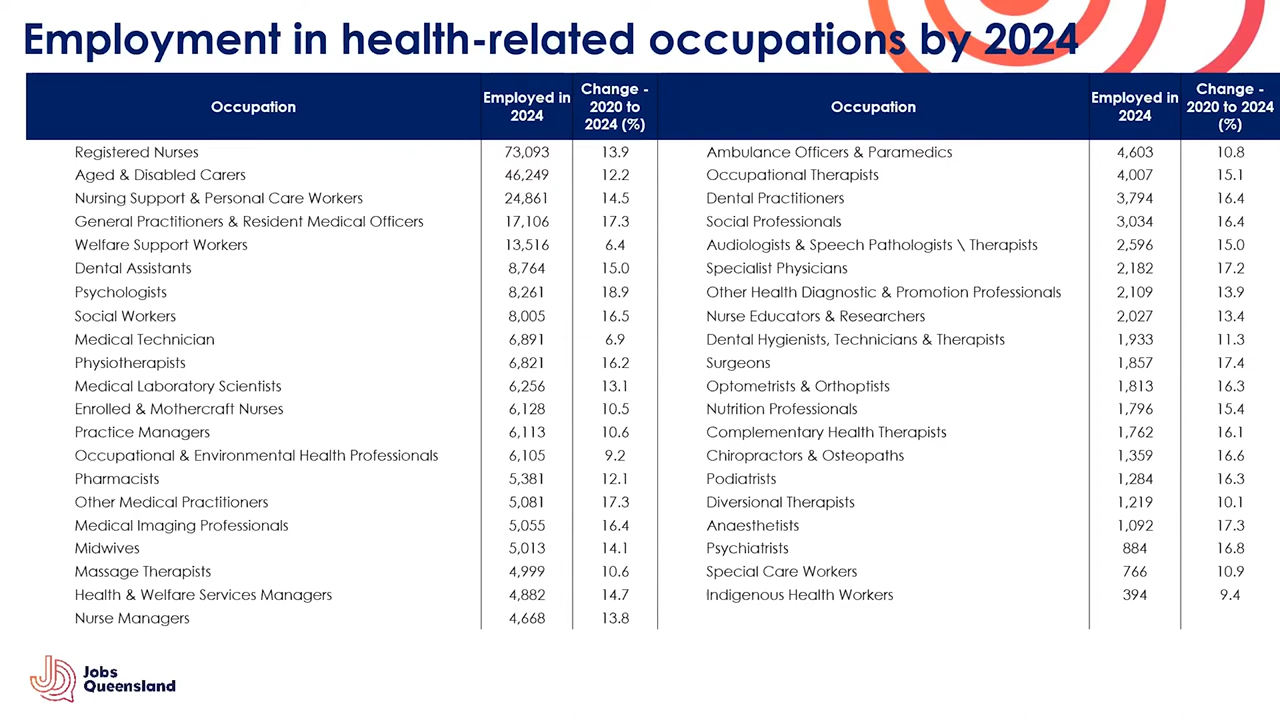 Employment in health-related occupations by 2024
Occupation Employed in 2024 Change - 2020 to 2024 (%) Occupation Employed in 2024 Change - 2020 to 2024 (%)
Registered Nurses 73,093 13.9 Ambulance Officers & Paramedics 4,603 10.8
Aged & Disabled Carers 46,249 12.2 Occupational Therapists 4,007 15.1
Nursing Support & Personal Care Workers 24,861 14.5 Dental Practitioners 3,794 16.4
General Practitioners & Resident Medical Officers 17,106 17.3 Social Professionals 3,034 16.4
Welfare Support Workers 13,516 6.4 Audiologists & Speech Pathologists \ Therapists 2,596 15.0
Dental Assistants 8,764 15.0 Specialist Physicians 2,182 17.2
Psychologists 8,261 18.9 Other Health Diagnostic & Promotion Professionals 2,109 13.9
Social Workers 8,005 16.5 Nurse Educators & Researchers 2,027 13.4
Medical Technician 6,891 6.9 Dental Hygienists, Technicians & Therapists 1,933 11.3
Physiotherapists 6,821 16.2 Surgeons 1,857 17.4
Medical Laboratory Scientists 6,256 13.1 Optometrists & Orthoptists 1,813 16.3
Enrolled & Mothercraft Nurses 6,128 10.5 Nutrition Professionals 1,796 15.4
Practice Managers 6,113 10.6 Complementary Health Therapists 1,762 16.1
Occupational & Environmental Health Professionals 6,105 9.2 Chiropractors & Osteopaths 1,359 16.6
Pharmacists 5,381 12.1 Podiatrists 1,284 16.3
Other Medical Practitioners 5,081 17.3 Diversional Therapists 1,219 10.1
Medical Imaging Professionals 5,055 16.4 Anaesthetists 1,092 17.3
Midwives 5,013 14.1 Psychiatrists 884 16.8
Massage Therapists 4,999 10.6 Special Care Workers 766 10.9
Health & Welfare Services Managers 4,882 14.7 Indigenous Health Workers 394 9.4
Nurse Managers 4,668 13.8
Jobs
Queensland